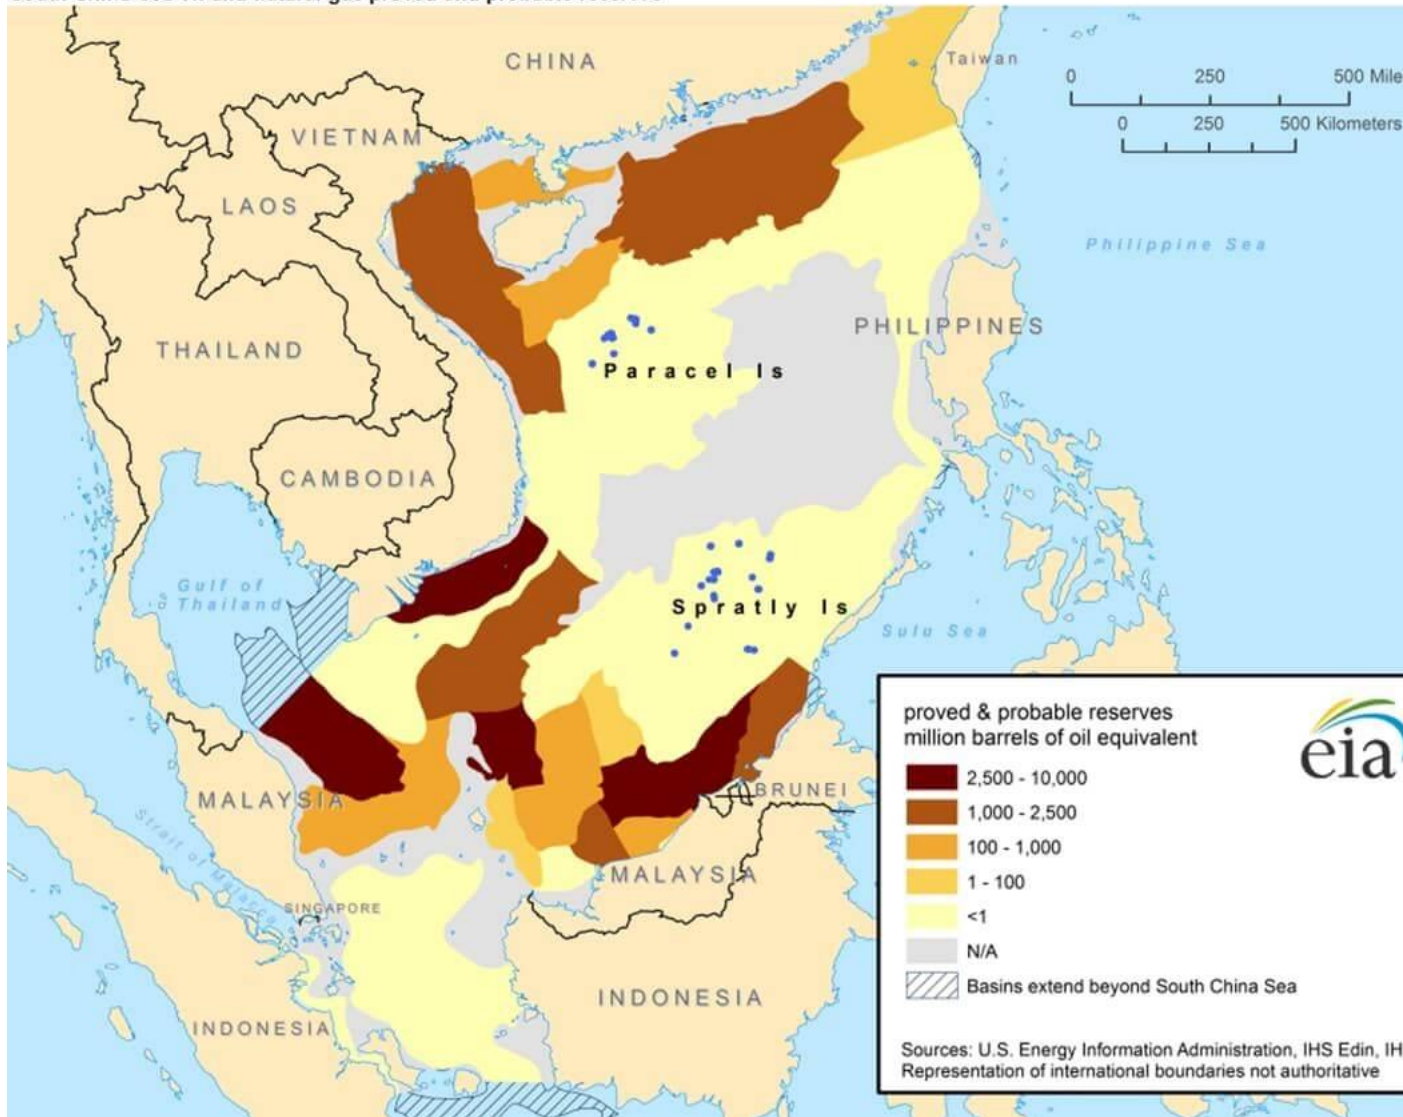 CHINA
Taiwan
0 250 500 Mile
0 250 500 Kilometers
VIETNAM
LAOS
Philippine Sea
THAILAND
PHILIPPINES
Paracel Is
CAMBODIA
Gulf of
Thailand
Spratly Is
Sulu Sea
MALAYSIA
BRUNEI
Strait of Malacca
MALAYSIA
SINGAPORE
INDONESIA
INDONESIA
proved & probable reserves
million barrels of oil equivalent
eia
2,500 - 10,000
1,000 - 2,500
100 - 1,000
1 - 100
<1
N/A
Basins extend beyond South China Sea
Sources: U.S. Energy Information Administration, IHS Edin, IH
Representation of international boundaries not authoritative